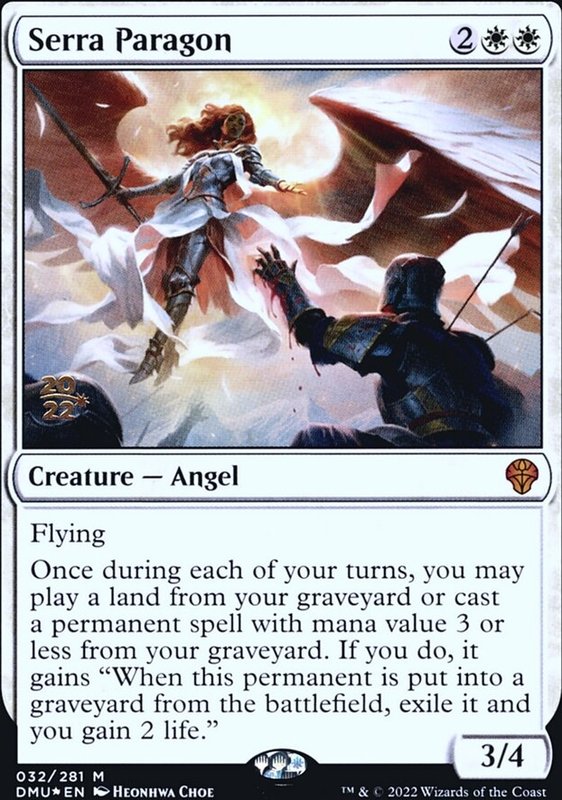 Serra Paragon 2
20
22
Creature — Angel
Flying
Once during each of your turns, you may
play a land from your graveyard or cast
a permanent spell with mana value 3 or
less from your graveyard. If you do, it
gains “When this permanent is put into a
graveyard from the battlefield, exile it and
you gain 2 life.”
3/4
032/281 M
DMU★EN Heonhwa Choe
™ & © 2022 Wizards of the Coast